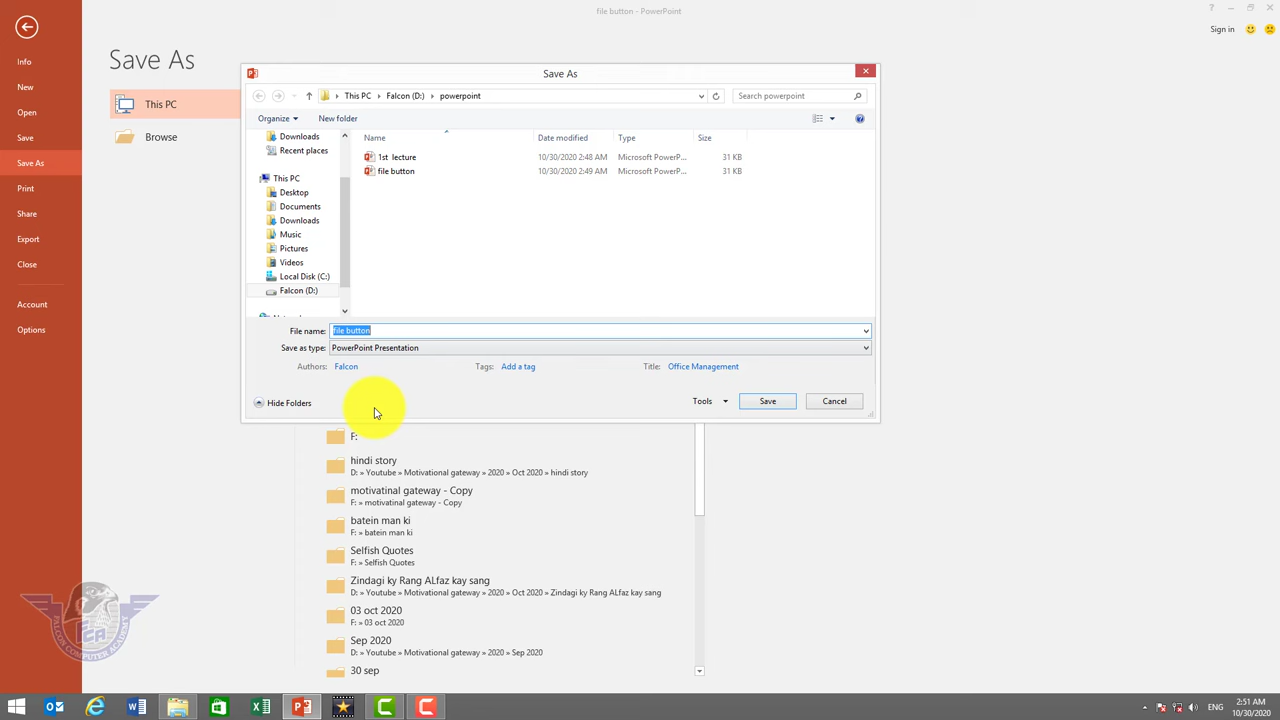 file button - PowerPoint
Sign in
Save As
Info
New
Open
Save
Save As
Print
Share
Export
Close
Account
Options
This PC
Browse
Save As
This PC
Falcon (D:)
powerpoint
Search powerpoint
Organize
New folder
Downloads
Recent places
This PC
Desktop
Documents
Downloads
Music
Pictures
Videos
Local Disk (C:)
Falcon (D:)
Name Date modified Type Size
1st lecture 10/30/2020 2:48 AM Microsoft PowerP... 31 KB
file button 10/30/2020 2:49 AM Microsoft PowerP... 31 KB
File name: file button
Save as type: PowerPoint Presentation
Authors: Falcon Tags: Add a tag Title: Office Management
Hide Folders Tools Save Cancel
F:
hindi story
D: » Youtube » Motivational gateway » 2020 » Oct 2020 » hindi story
motivatinal gateway - Copy
F: » motivatinal gateway - Copy
batein man ki
F: » batein man ki
Selfish Quotes
F: » Selfish Quotes
Zindagi ky Rang ALfaz kay sang
D: » Youtube » Motivational gateway » 2020 » Oct 2020 » Zindagi ky Rang ALfaz kay sang
03 oct 2020
F: » 03 oct 2020
Sep 2020
D: » Youtube » Motivational gateway » 2020 » Sep 2020
30 sep
FCA
FALCON COMPUTER ACADEMY
ENG
2:51 AM
10/30/2020